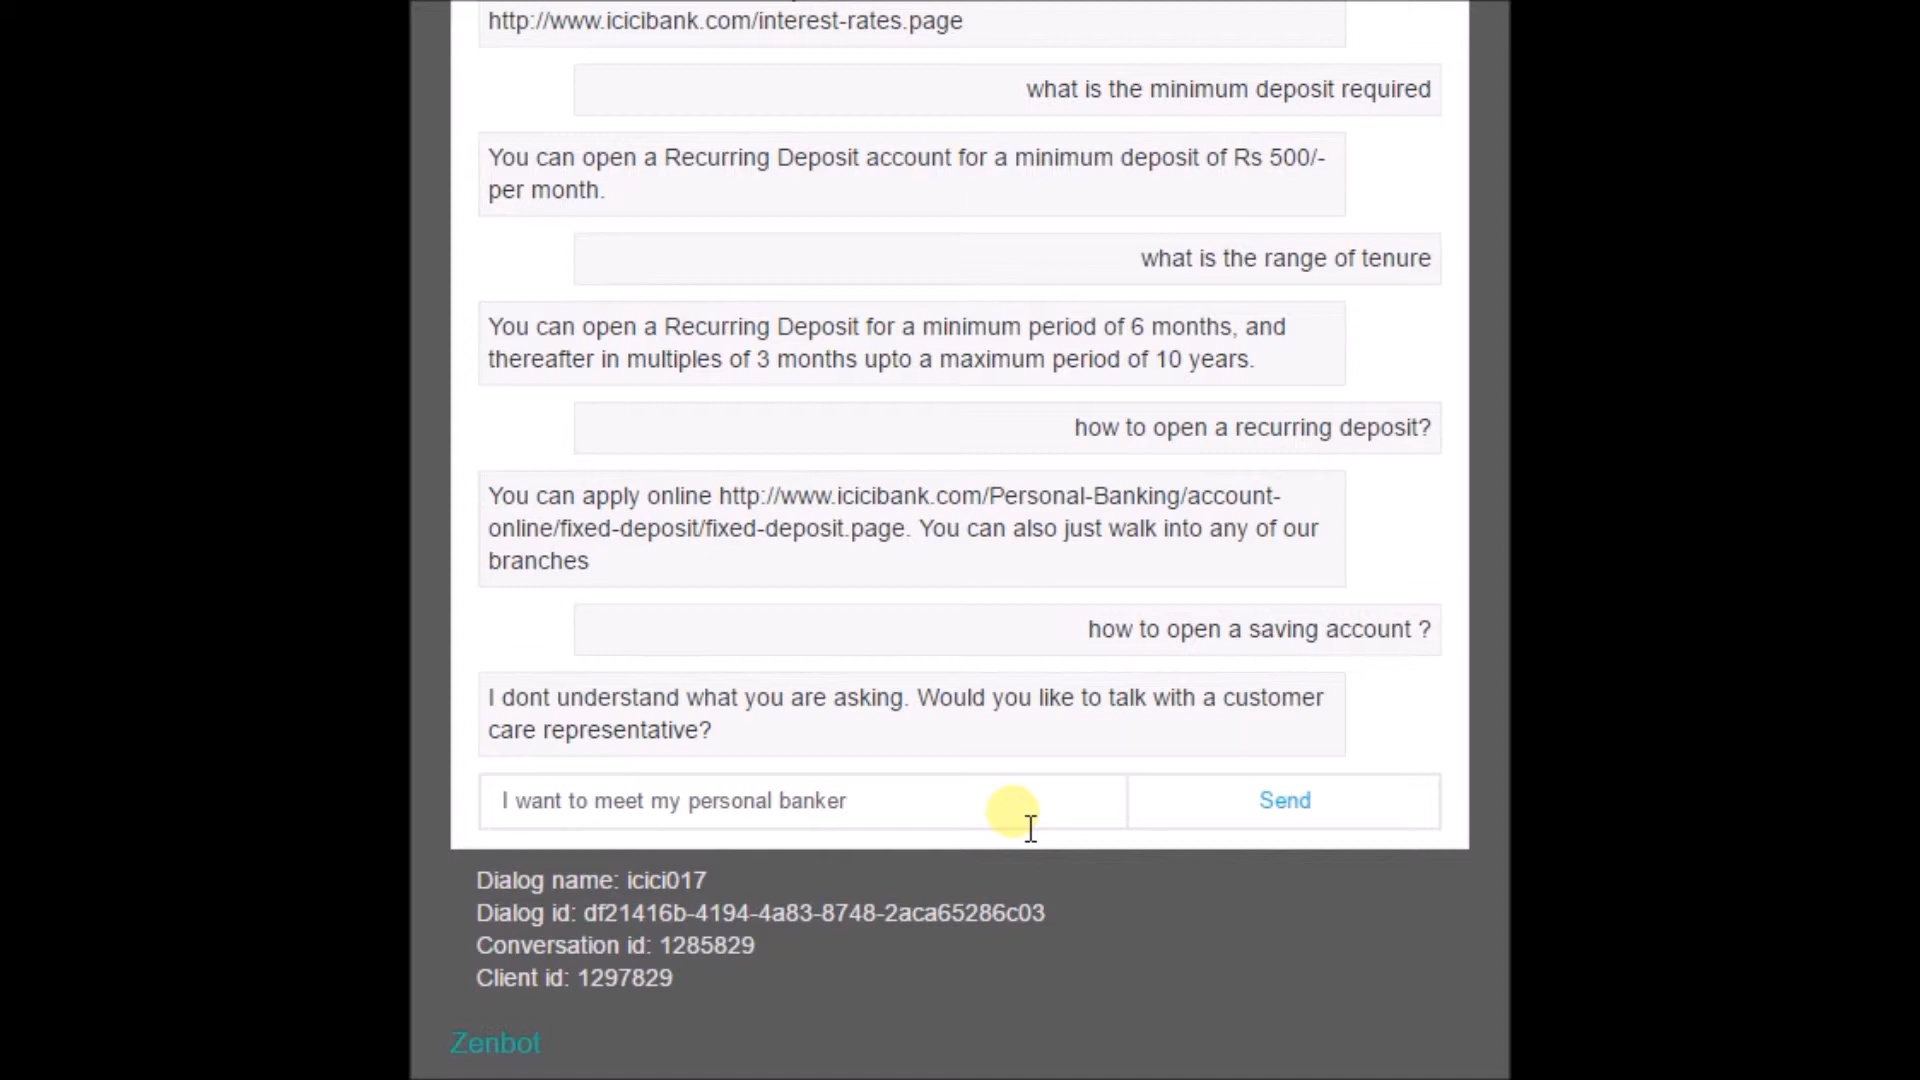 http://www.icicibank.com/interest-rates.page
what is the minimum deposit required
You can open a Recurring Deposit account for a minimum deposit of Rs 500/-
per month.
what is the range of tenure
You can open a Recurring Deposit for a minimum period of 6 months, and
thereafter in multiples of 3 months upto a maximum period of 10 years.
how to open a recurring deposit?
You can apply online http://www.icicibank.com/Personal-Banking/account-
online/fixed-deposit/fixed-deposit.page. You can also just walk into any of our
branches
how to open a saving account ?
I dont understand what you are asking. Would you like to talk with a customer
care representative?
I want to meet my personal banker
Send
Dialog name: icici017
Dialog id: df21416b-4194-4a83-8748-2aca65286c03
Conversation id: 1285829
Client id: 1297829
Zenbot